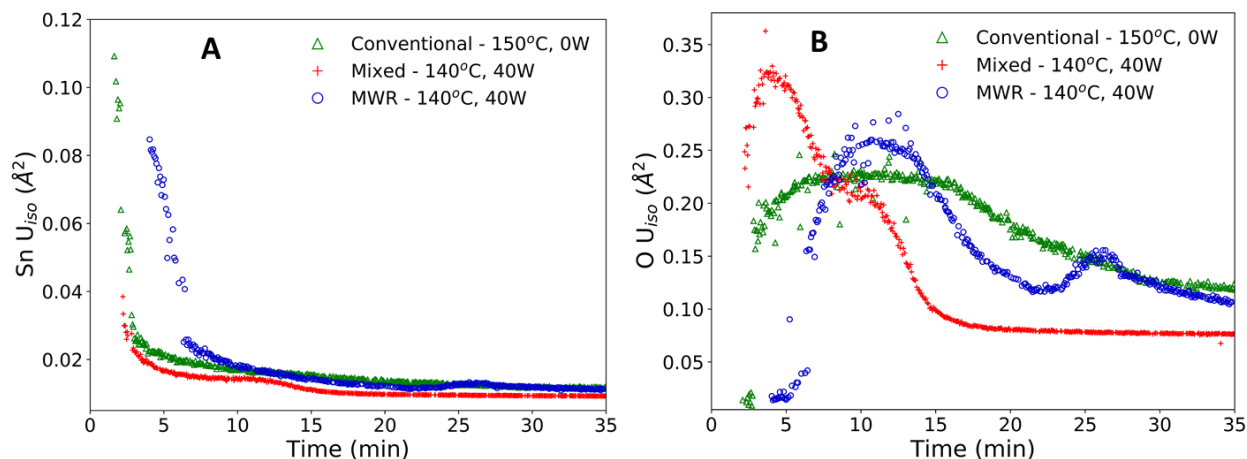 A
Conventional - 150°C, 0W
Mixed - 140°C, 40W
MWR - 140°C, 40W
0.12
0.10
0.08
0.06
0.04
0.02
Sn Uiso (Å²)
0 5 10 15 20 25 30 35
Time (min)
B
Conventional - 150°C, 0W
Mixed - 140°C, 40W
MWR - 140°C, 40W
0.35
0.30
0.25
0.20
0.15
0.10
0.05
O Uiso (Å²)
0 5 10 15 20 25 30 35
Time (min)